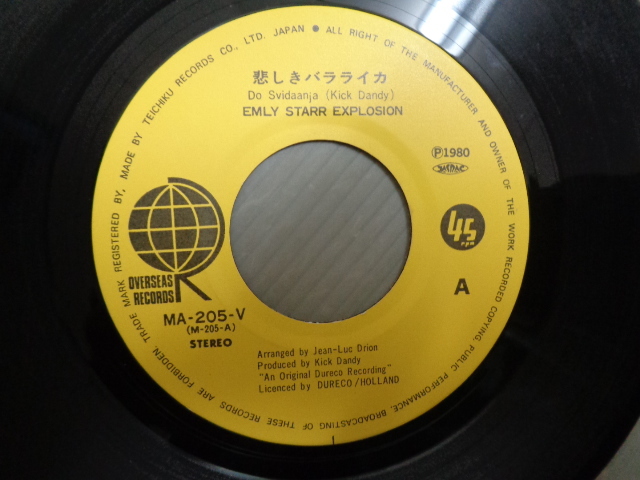 TRADE MARK REGISTERED BY, MADE BY TEICHIKU RECORDS CO., LTD. JAPAN ● ALL RIGHT OF THE MANUFACTURER AND OWNER OF THE WORK RECORDED COPYING, PUBLIC PERFORMANCE, BROADCASTING OF THESE RECORDS ARE FORBIDDEN.
悲しきバラライカ
Do Svidaanja (Kick Dandy)
EMLY STARR EXPLOSION
Ⓟ1980
45
rpm
A
OVERSEAS
RECORDS
MA-205-V
(M-205-A)
STEREO
Arranged by Jean-Luc Drion
Produced by Kick Dandy
"An Original Dureco Recording"
Licenced by DURECO/HOLLAND